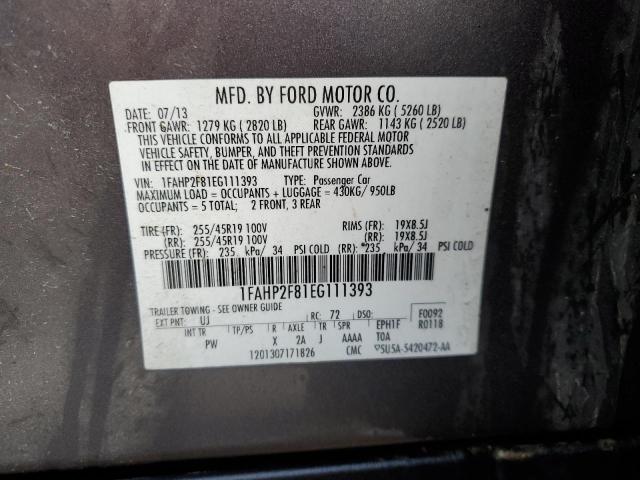 MFD. BY FORD MOTOR CO.
DATE: 07/13 GVWR: 2386 KG ( 5260 LB)
FRONT GAWR: 1279 KG ( 2820 LB) REAR GAWR: 1143 KG ( 2520 LB)
THIS VEHICLE CONFORMS TO ALL APPLICABLE FEDERAL MOTOR
VEHICLE SAFETY, BUMPER, AND THEFT PREVENTION STANDARDS
IN EFFECT ON THE DATE OF MANUFACTURE SHOWN ABOVE.
VIN: 1FAHP2F81EG111393 TYPE: Passenger Car
MAXIMUM LOAD = OCCUPANTS + LUGGAGE = 430KG/ 950LB
OCCUPANTS = 5 TOTAL; 2 FRONT, 3 REAR
TIRE(FR): 255/45R19 100V RIMS (FR): 19X8.5J
(RR): 255/45R19 100V (RR): 19X8.5J
PRESSURE (FR): 235 kPa/ 34 PSI COLD (RR): 235 kPa/ 34 PSI COLD
1FAHP2F81EG111393
TRAILER TOWING - SEE OWNER GUIDE
EXT PNT: UJ RC: 72 DSO: F0092
INT TR TP/PS R AXLE TR SPR EPH1F R0118
PW X 2A J AAAA TOA
1201307171826 CMC 5U5A-5420472-AA